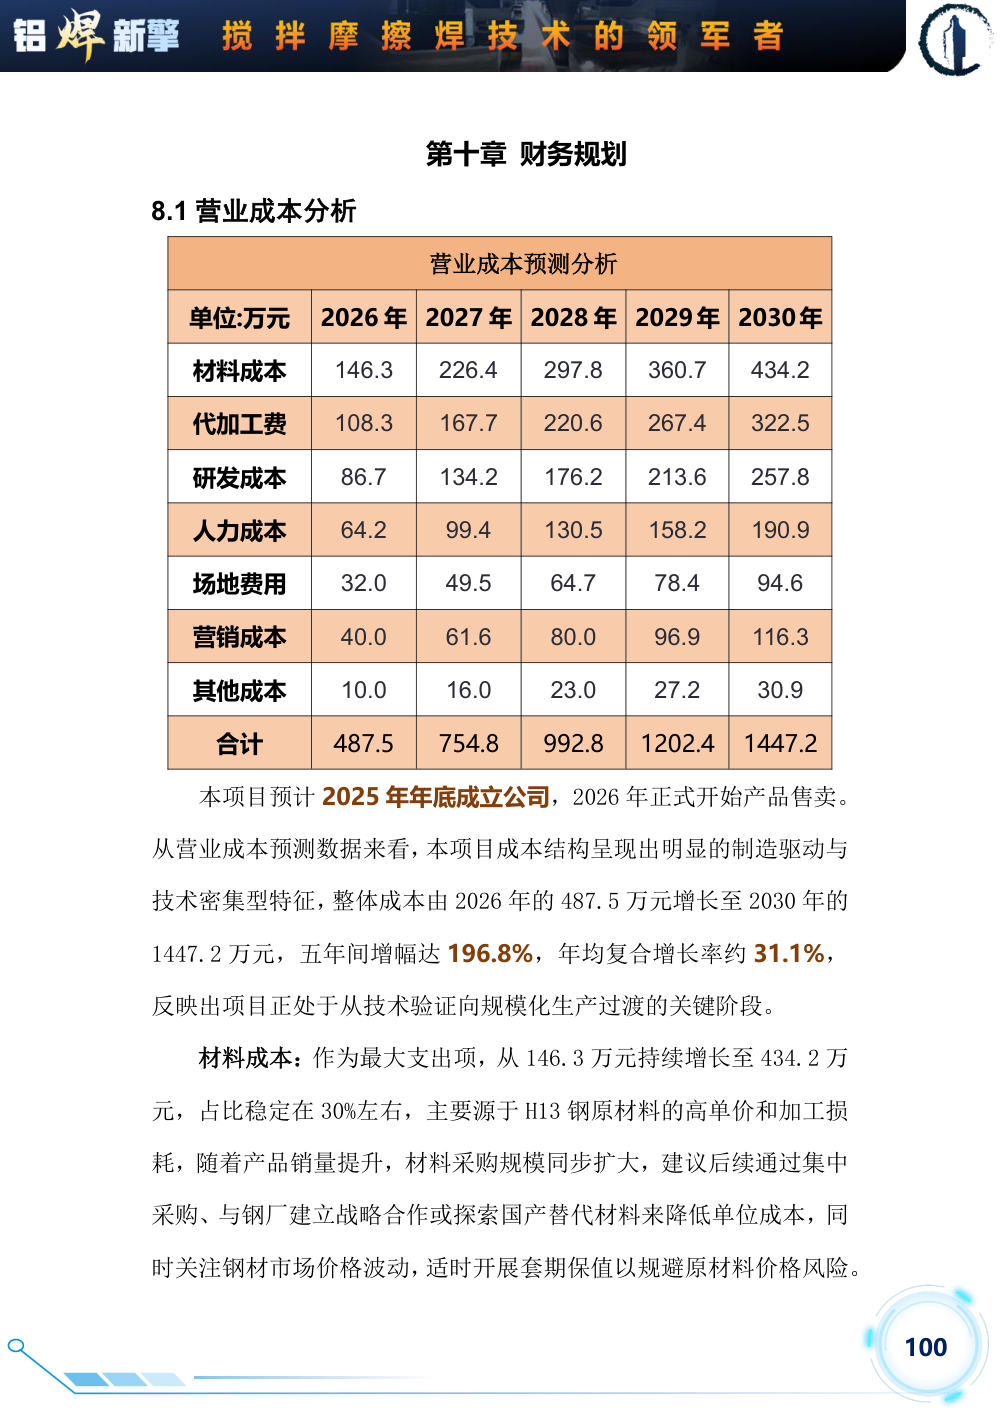 铝焊新擎 搅拌摩擦焊技术的领军者
第十章 财务规划
8.1 营业成本分析
营业成本预测分析
单位:万元 2026年 2027年 2028年 2029年 2030年
材料成本 146.3 226.4 297.8 360.7 434.2
代加工费 108.3 167.7 220.6 267.4 322.5
研发成本 86.7 134.2 176.2 213.6 257.8
人力成本 64.2 99.4 130.5 158.2 190.9
场地费用 32.0 49.5 64.7 78.4 94.6
营销成本 40.0 61.6 80.0 96.9 116.3
其他成本 10.0 16.0 23.0 27.2 30.9
合计 487.5 754.8 992.8 1202.4 1447.2
本项目预计 2025 年年底成立公司，2026 年正式开始产品售卖。
从营业成本预测数据来看，本项目成本结构呈现出明显的制造驱动与
技术密集型特征，整体成本由 2026 年的 487.5 万元增长至 2030 年的
1447.2 万元，五年间增幅达 196.8%，年均复合增长率约 31.1%，
反映出项目正处于从技术验证向规模化生产过渡的关键阶段。
材料成本：作为最大支出项，从 146.3 万元持续增长至 434.2 万
元，占比稳定在 30%左右，主要源于 H13 钢原材料的高单价和加工损
耗，随着产品销量提升，材料采购规模同步扩大，建议后续通过集中
采购、与钢厂建立战略合作或探索国产替代材料来降低单位成本，同
时关注钢材市场价格波动，适时开展套期保值以规避原材料价格风险。
100